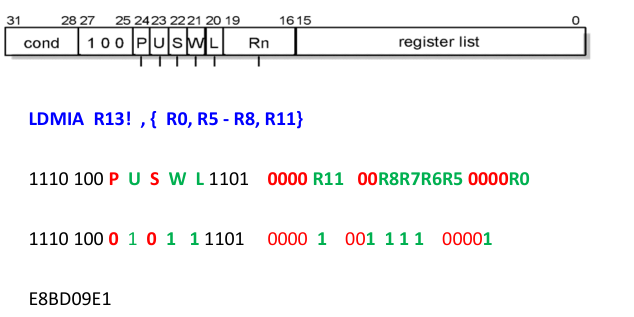 31 28 27 25 24 23 22 21 20 19 16 15 0
cond 1 0 0 P U S W L Rn register list
LDMIA R13! , { R0, R5 - R8, R11}
1110 100 P U S W L 1101 0000 R11 00R8R7R6R5 0000R0
1110 100 0 1 0 1 1 1101 0000 1 001 1 1 1 00001
E8BD09E1